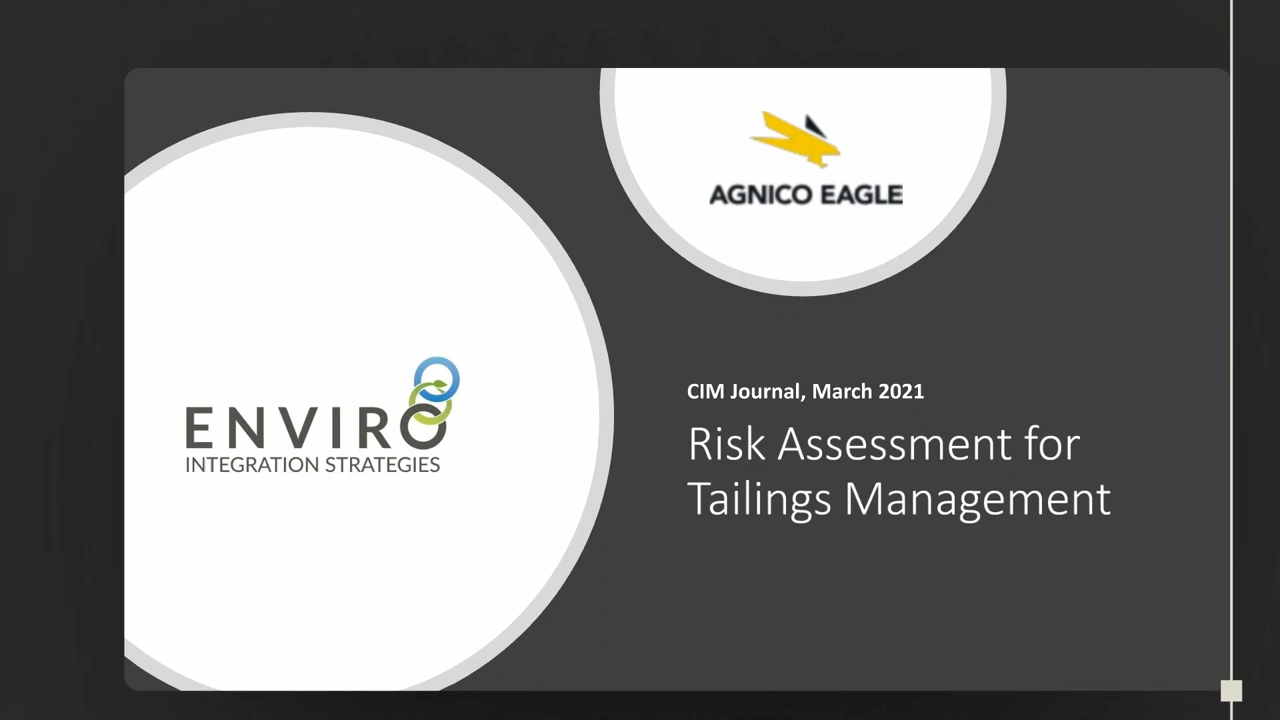 AGNICO EAGLE
ENVIRO
INTEGRATION STRATEGIES
CIM Journal, March 2021
Risk Assessment for
Tailings Management